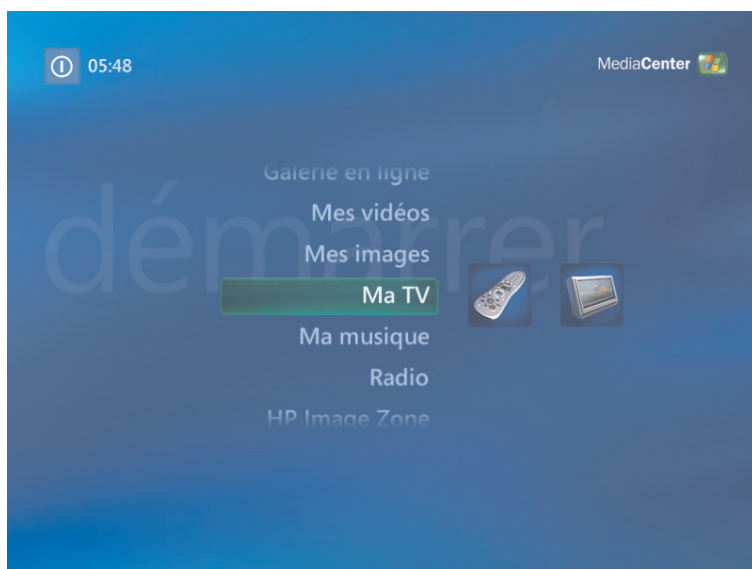 05:48
MediaCenter
démarrer
Galerie en ligne
Mes vidéos
Mes images
Ma TV
Ma musique
Radio
HP Image Zone